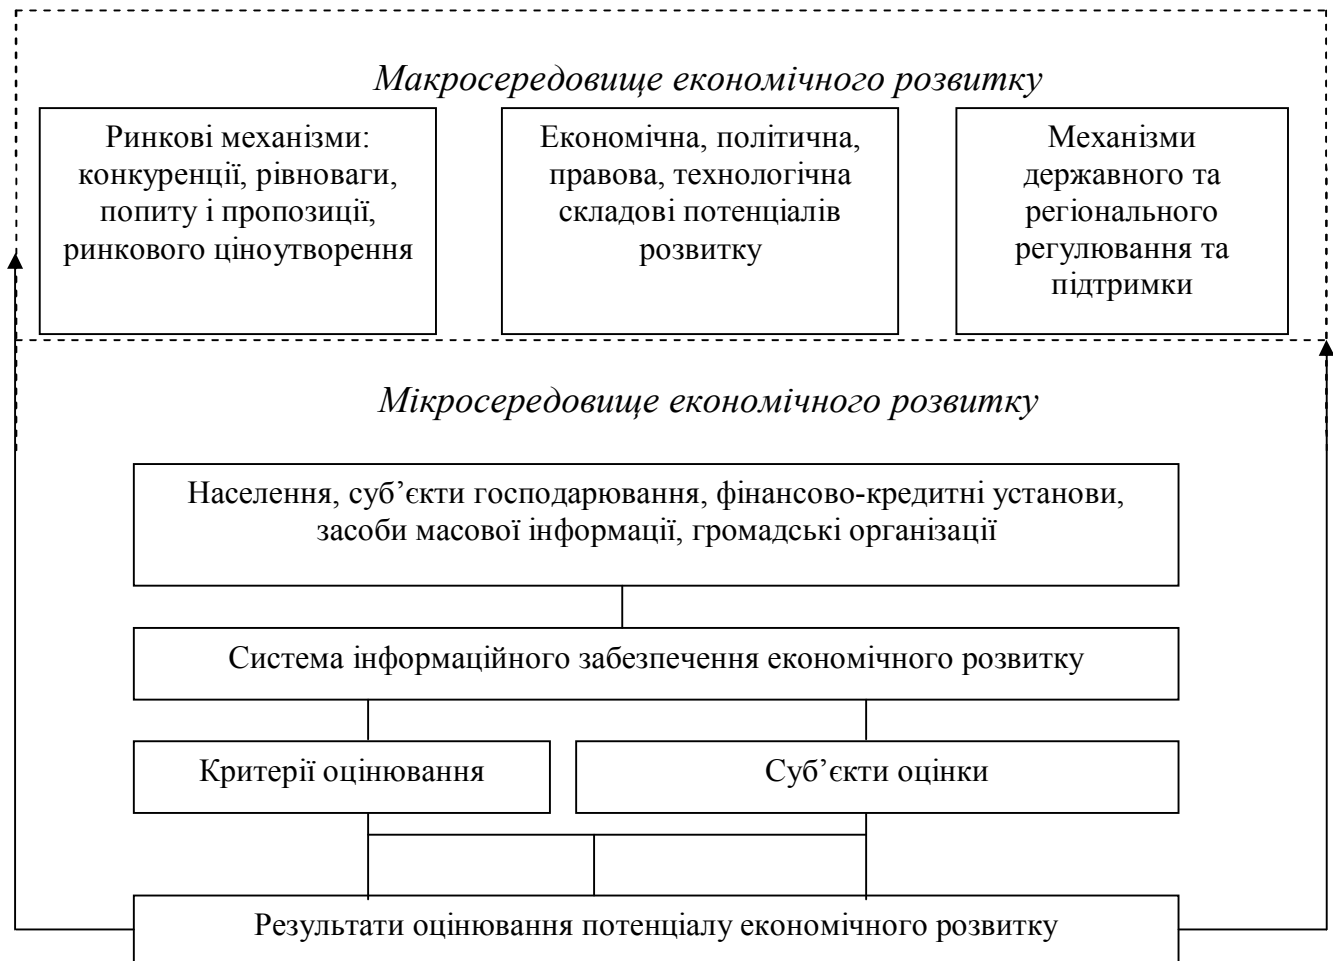 Макросередовище економічного розвитку
Ринкові механізми:
конкуренції, рівноваги,
попиту і пропозиції,
ринкового ціноутворення
Економічна, політична,
правова, технологічна
складові потенціалів
розвитку
Механізми
державного та
регіонального
регулювання та
підтримки
Мікросередовище економічного розвитку
Населення, суб’єкти господарювання, фінансово-кредитні установи,
засоби масової інформації, громадські організації
Система інформаційного забезпечення економічного розвитку
Критерії оцінювання
Суб’єкти оцінки
Результати оцінювання потенціалу економічного розвитку